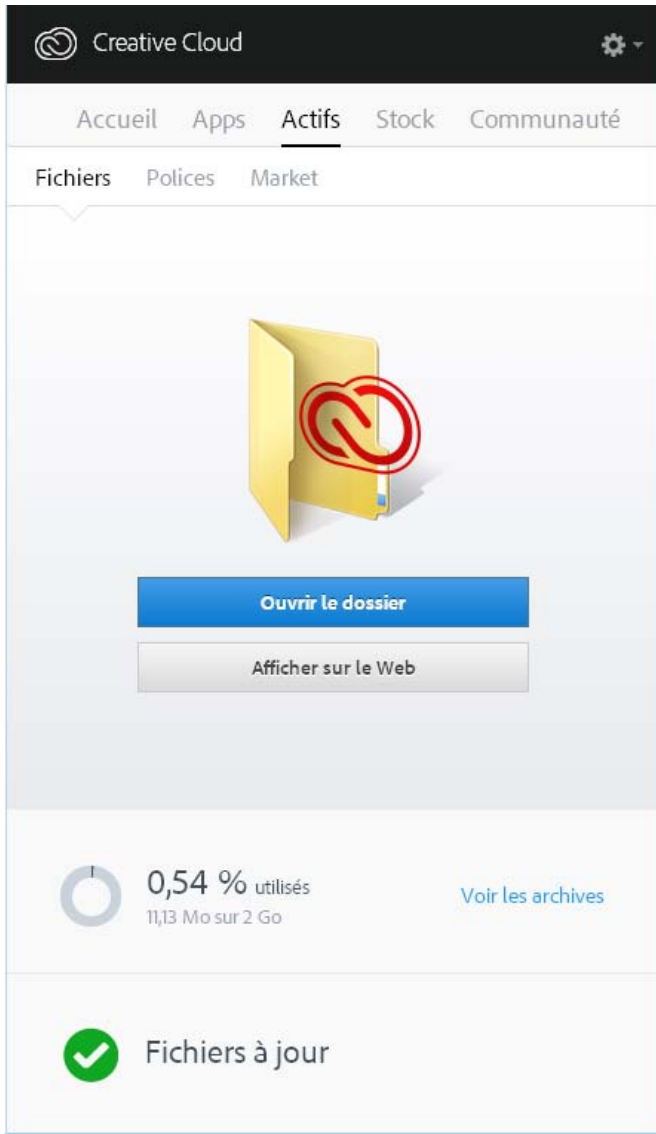 Creative Cloud
Accueil Apps Actifs Stock Communauté
Fichiers Polices Market
Ouvrir le dossier
Afficher sur le Web
0,54 % utilisés
11,13 Mo sur 2 Go
Voir les archives
Fichiers à jour